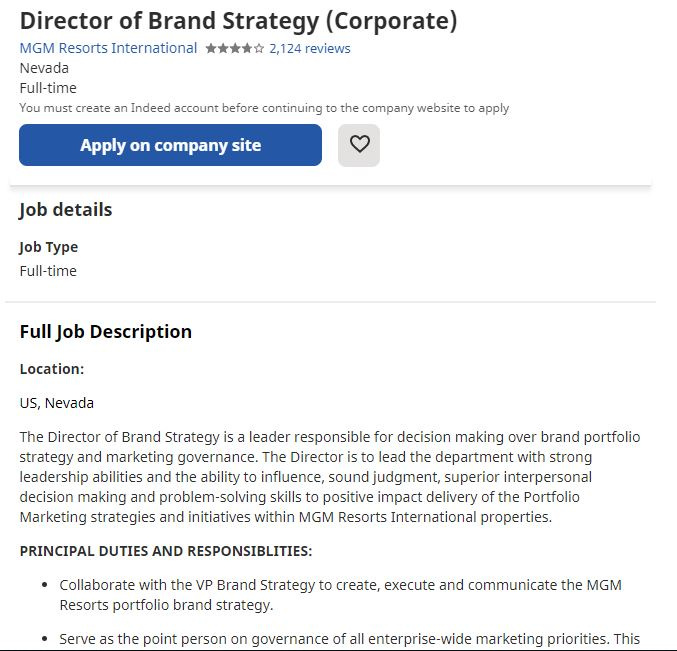 Director of Brand Strategy (Corporate)
MGM Resorts International 2,124 reviews
Nevada
Full-time
You must create an Indeed account before continuing to the company website to apply
Apply on company site
Job details
Job Type
Full-time
Full Job Description
Location:
US, Nevada
The Director of Brand Strategy is a leader responsible for decision making over brand portfolio
strategy and marketing governance. The Director is to lead the department with strong
leadership abilities and the ability to influence, sound judgment, superior interpersonal
decision making and problem-solving skills to positive impact delivery of the Portfolio
Marketing strategies and initiatives within MGM Resorts International properties.
PRINCIPAL DUTIES AND RESPONSIBLITIES:
• Collaborate with the VP Brand Strategy to create, execute and communicate the MGM
Resorts portfolio brand strategy.
• Serve as the point person on governance of all enterprise-wide marketing priorities. This